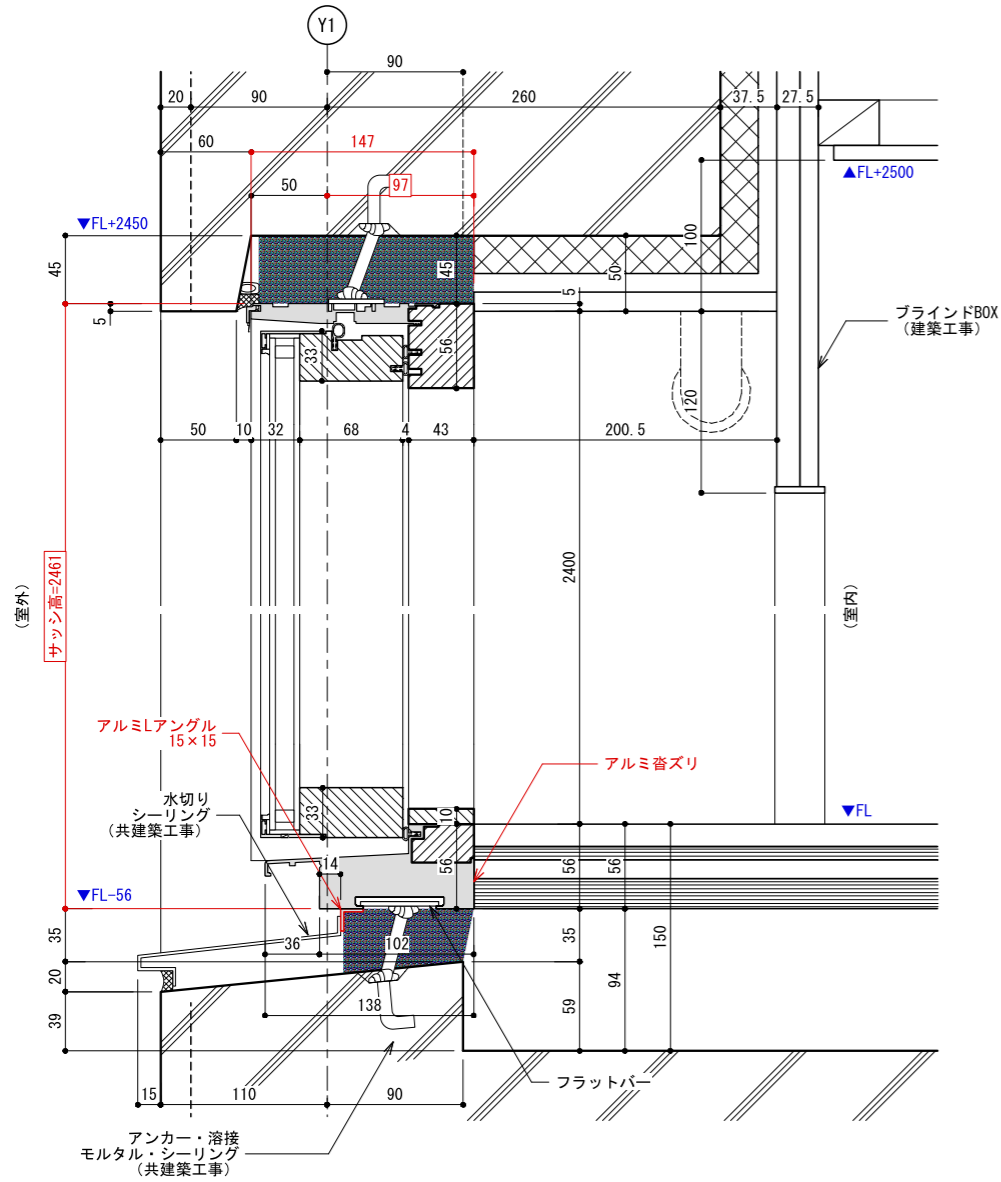 Y1
90
20
90
260
37.5
27.5
60
147
50
97
▲FL+2500
▼FL+2450
100
45
45
50
5
5
ブラインドBOX
(建築工事)
33
56
120
50
10
32
68
4
43
200.5
(室外)
サッシ高=2461
2400
(室内)
アルミLアングル
15×15
アルミ沓ズリ
水切り
シーリング
(共建築工事)
▼FL
33
10
14
56
56
56
▼FL-56
35
36
102
35
150
20
94
138
59
39
フラットバー
15
110
90
アンカー・溶接
モルタル・シーリング
(共建築工事)